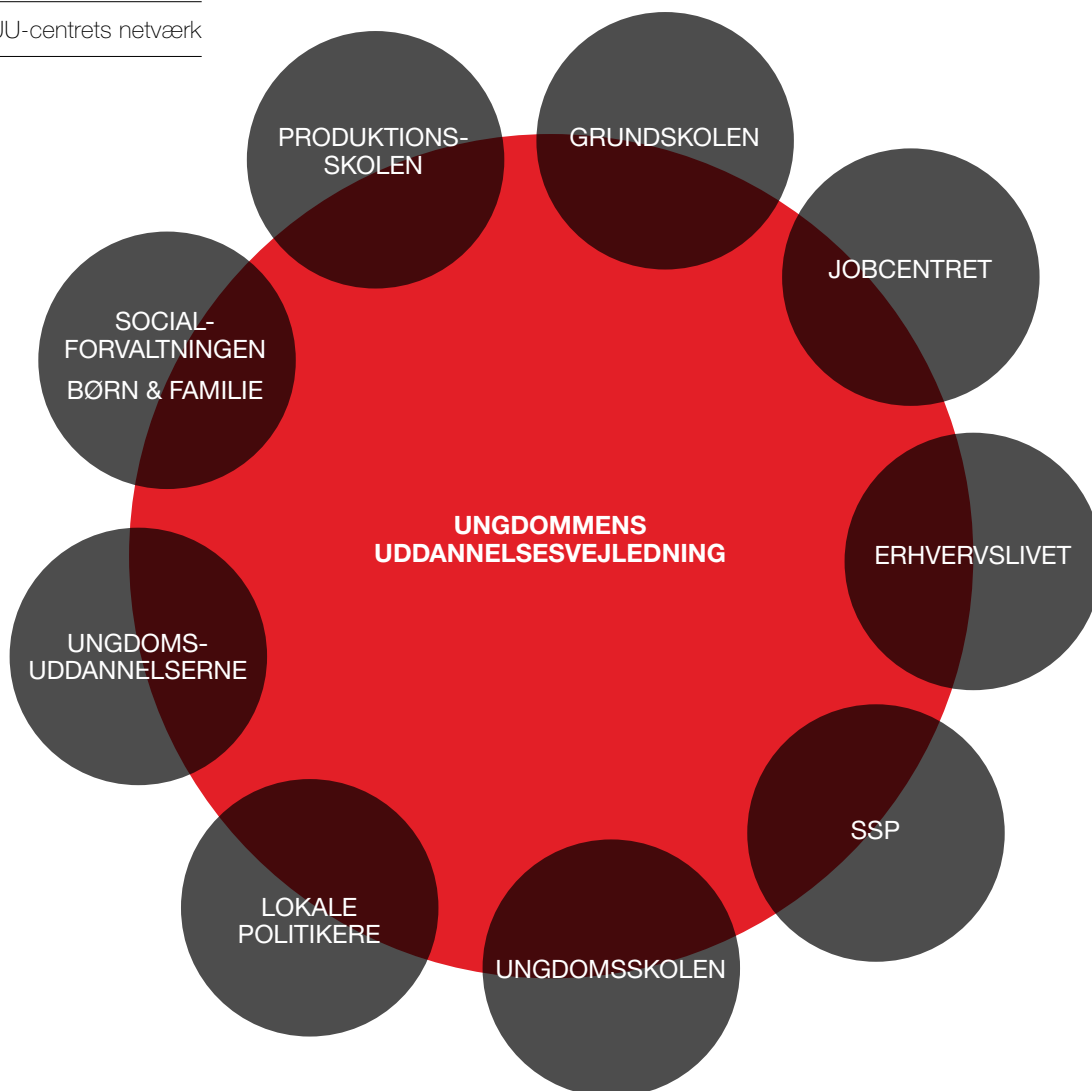 UU-centrets netværk
PRODUKTIONS-
SKOLEN
GRUNDSKOLEN
JOBCENTRET
SOCIAL-
FORVALTNINGEN
BØRN & FAMILIE
UNGDOMMENS
UDDANNELSESVEJLEDNING
ERHVERVSLIVET
UNGDOMS-
UDDANNELSERNE
SSP
LOKALE
POLITIKERE
UNGDOMSSKOLEN